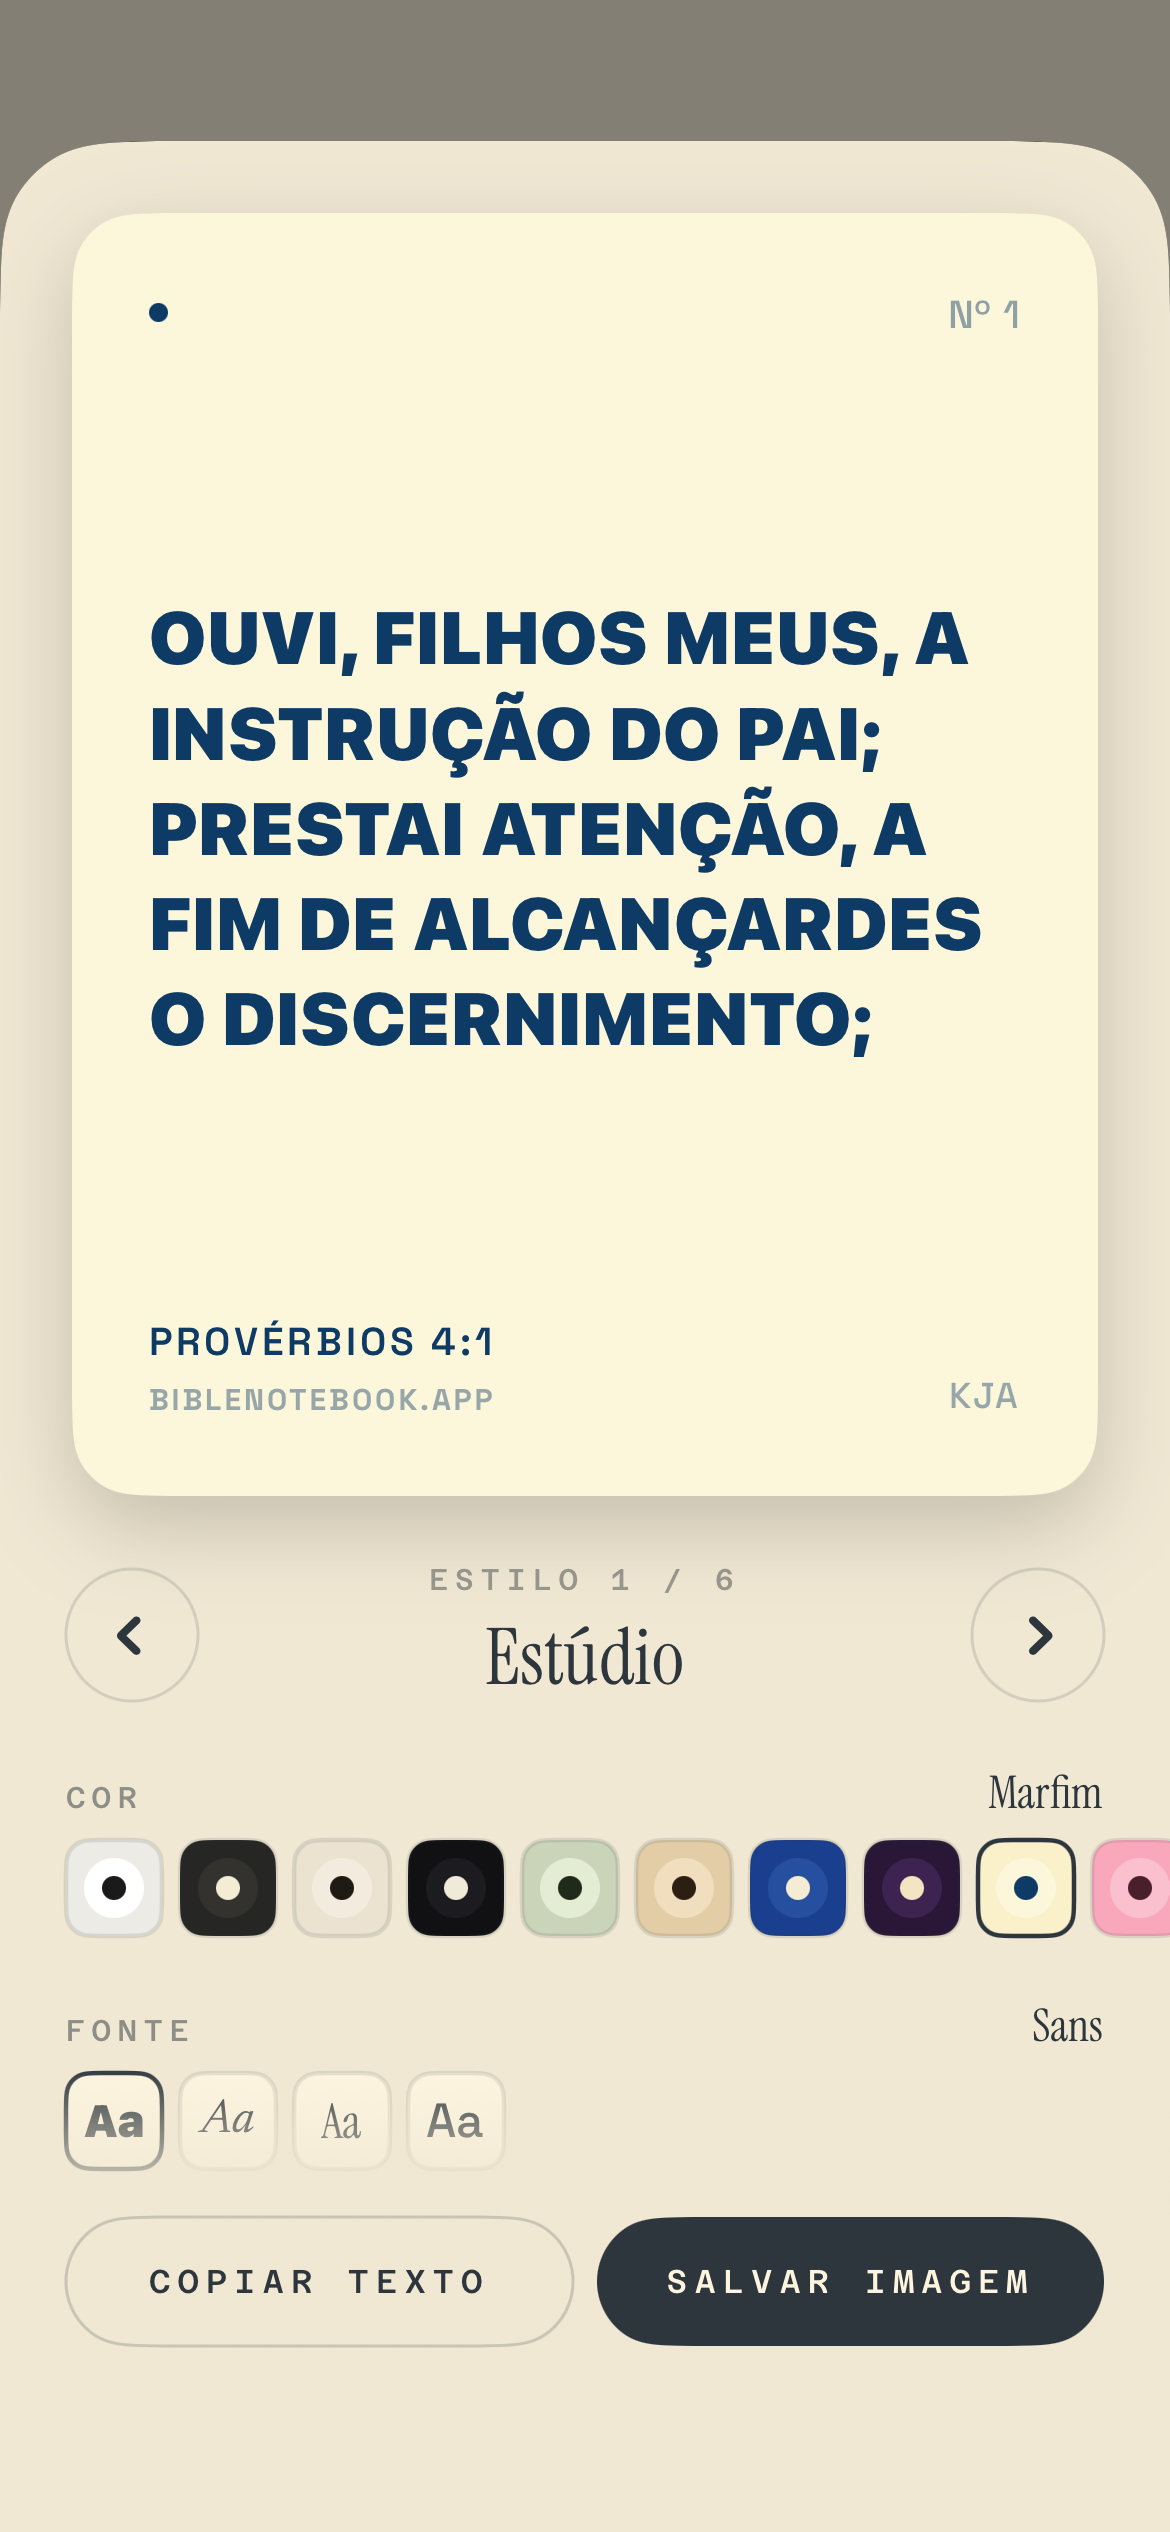 Nº 1
OUVI, FILHOS MEUS, A
INSTRUÇÃO DO PAI;
PRESTAI ATENÇÃO, A
FIM DE ALCANÇARDES
O DISCERNIMENTO;
PROVÉRBIOS 4:1
BIBLENOTEBOOK.APP
KJA
ESTILO 1 / 6
Estúdio
COR
Marfim
FONTE
Sans
Aa Aa Aa Aa
COPIAR TEXTO
SALVAR IMAGEM